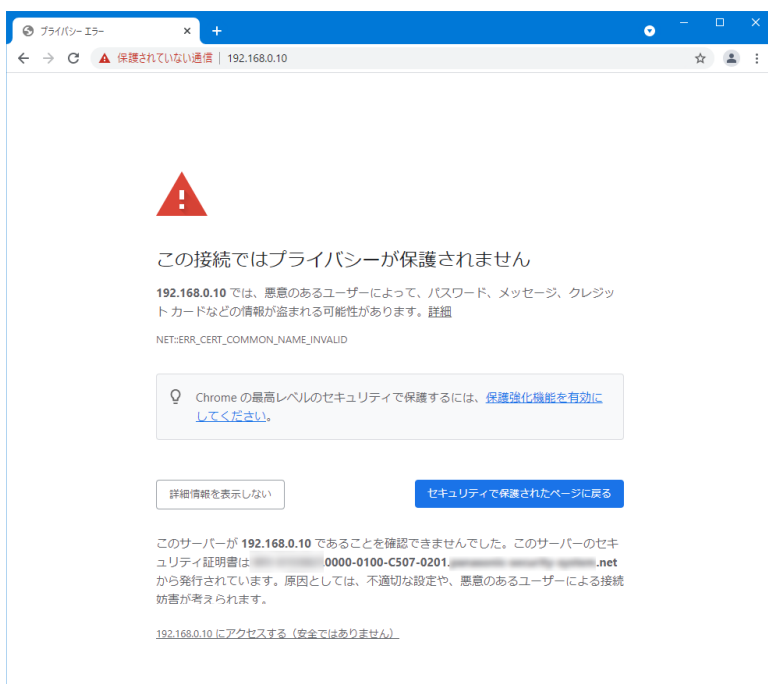 プライバシー エラー
保護されていない通信 | 192.168.0.10
この接続ではプライバシーが保護されません
192.168.0.10 では、悪意のあるユーザーによって、パスワード、メッセージ、クレジッ
ト カードなどの情報が盗まれる可能性があります。詳細
NET::ERR_CERT_COMMON_NAME_INVALID
Chrome の最高レベルのセキュリティで保護するには、保護強化機能を有効に
してください。
詳細情報を表示しない
セキュリティで保護されたページに戻る
このサーバーが 192.168.0.10 であることを確認できませんでした。このサーバーのセキ
ュリティ証明書は 0000-0100-C507-0201. .net
から発行されています。原因としては、不適切な設定や、悪意のあるユーザーによる接続
妨害が考えられます。
192.168.0.10 にアクセスする（安全ではありません）